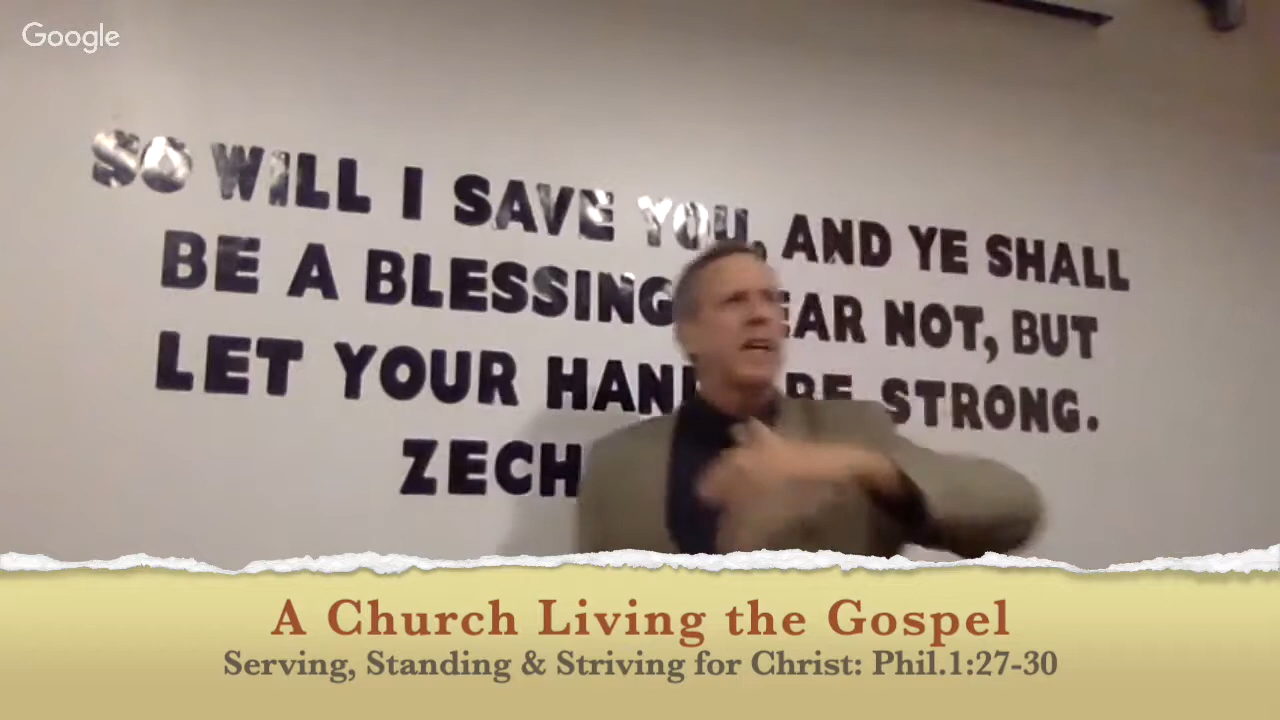 Google
SO WILL I SAVE YOU, AND YE SHALL
BE A BLESSING EAR NOT, BUT
LET YOUR HAN BE STRONG.
ZECH
A Church Living the Gospel
Serving, Standing & Striving for Christ: Phil.1:27-30